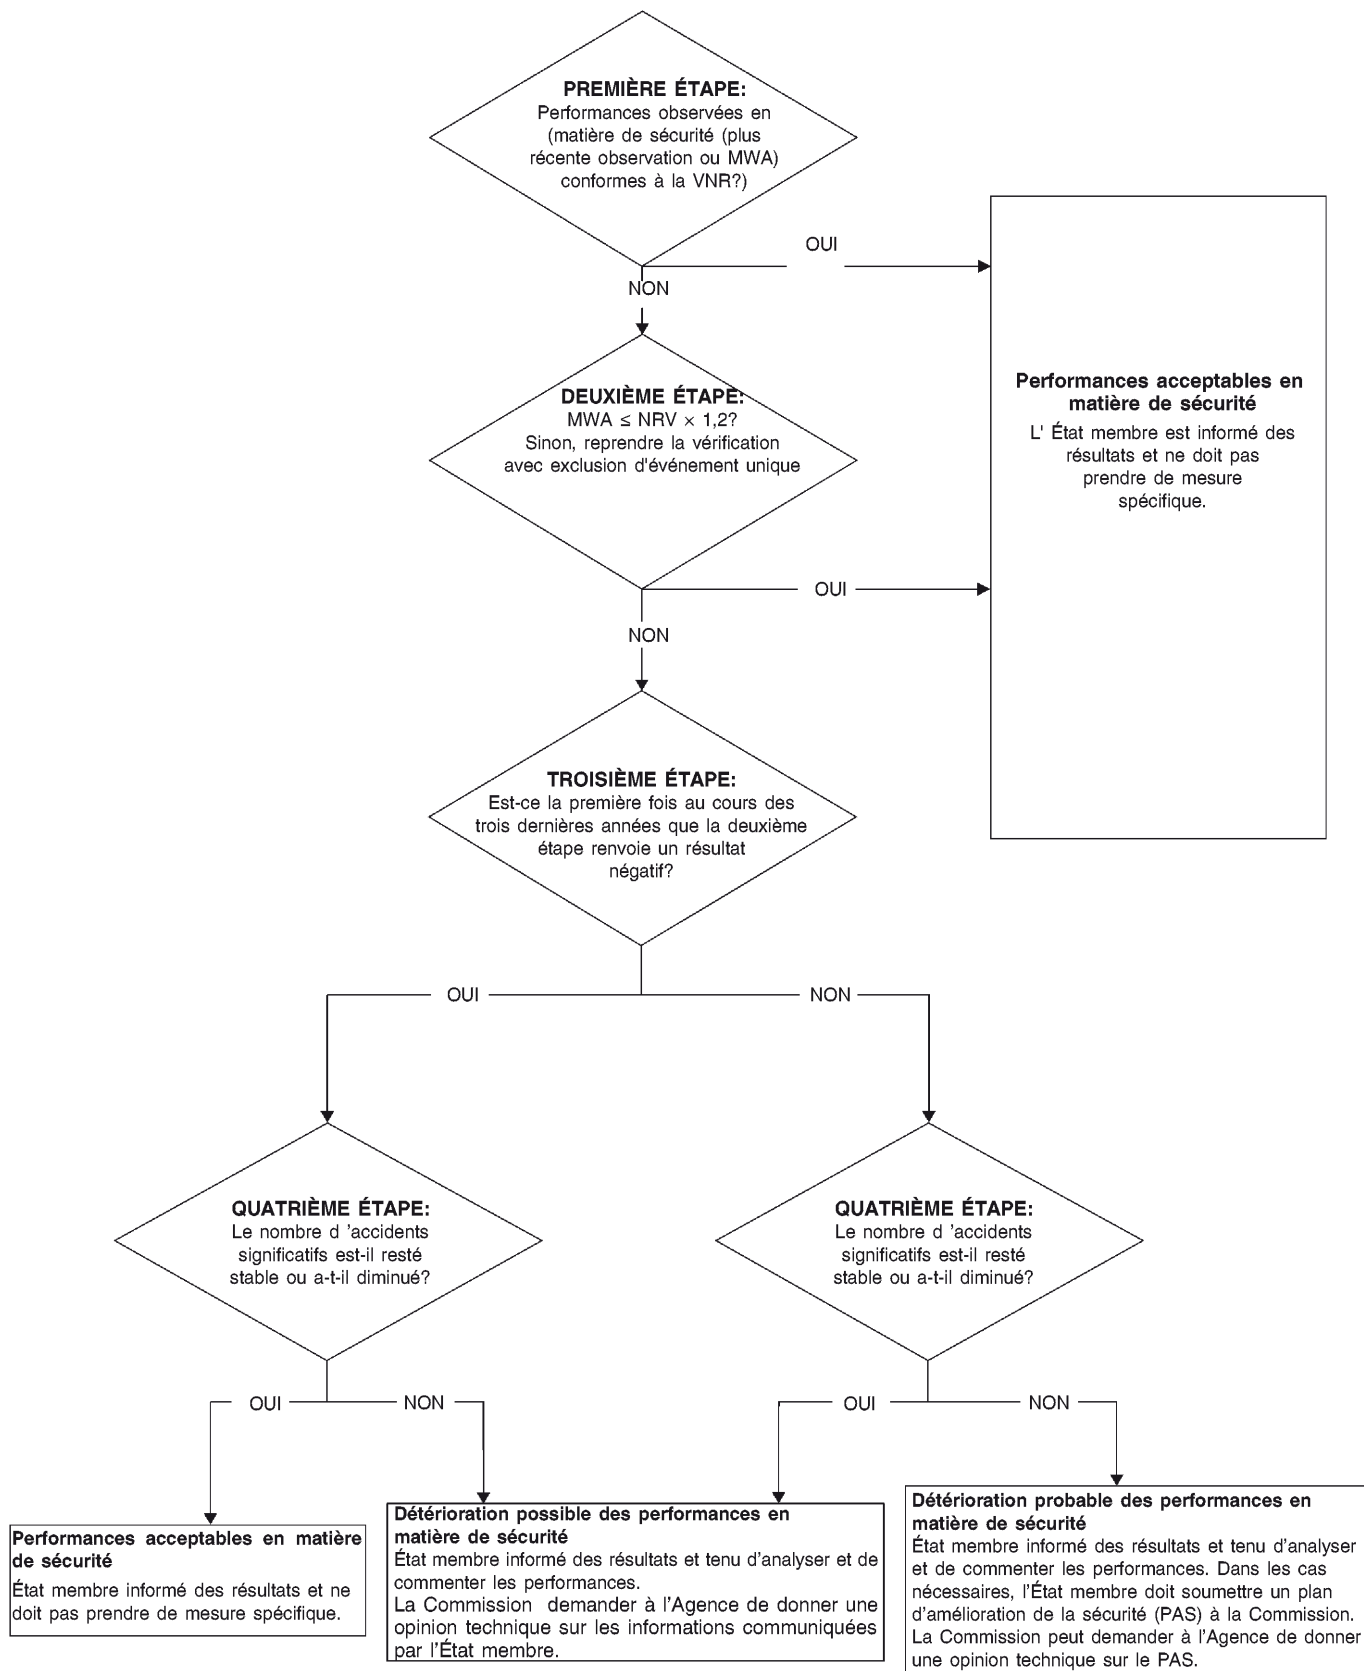 PREMIÈRE ÉTAPE:
Performances observées en
(matière de sécurité (plus
récente observation ou MWA)
conformes à la VNR?)
OUI
NON
DEUXIÈME ÉTAPE:
MWA ≤ NRV × 1,2?
Sinon, reprendre la vérification
avec exclusion d'événement unique
Performances acceptables en
matière de sécurité
L' État membre est informé des
résultats et ne doit pas
prendre de mesure
spécifique.
OUI
NON
TROISIÈME ÉTAPE:
Est-ce la première fois au cours des
trois dernières années que la deuxième
étape renvoie un résultat
négatif?
OUI
NON
QUATRIÈME ÉTAPE:
Le nombre d 'accidents
significatifs est-il resté
stable ou a-t-il diminué?
QUATRIÈME ÉTAPE:
Le nombre d 'accidents
significatifs est-il resté
stable ou a-t-il diminué?
OUI
NON
OUI
NON
Performances acceptables en matière
de sécurité
État membre informé des résultats et ne
doit pas prendre de mesure spécifique.
Détérioration possible des performances en
matière de sécurité
État membre informé des résultats et tenu d'analyser et de
commenter les performances.
La Commission demander à l'Agence de donner une
opinion technique sur les informations communiquées
par l'État membre.
Détérioration probable des performances en
matière de sécurité
État membre informé des résultats et tenu d'analyser
et de commenter les performances. Dans les cas
nécessaires, l'État membre doit soumettre un plan
d'amélioration de la sécurité (PAS) à la Commission.
La Commission peut demander à l'Agence de donner
une opinion technique sur le PAS.